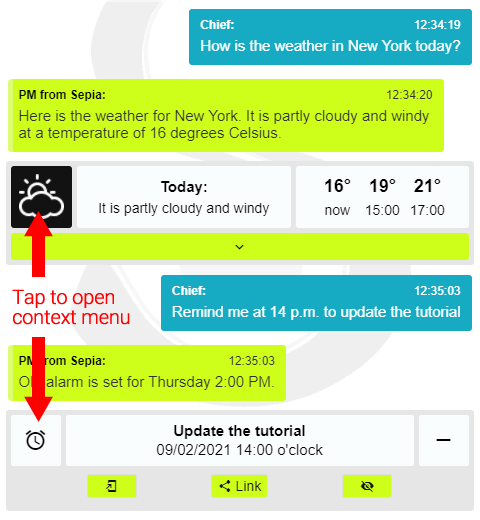 Chief: 12:34:19
How is the weather in New York today?
PM from Sepia: 12:34:20
Here is the weather for New York. It is partly cloudy and windy
at a temperature of 16 degrees Celsius.
Today:
It is partly cloudy and windy
16° 19° 21°
now 15:00 17:00
Tap to open
context menu
Chief: 12:35:03
Remind me at 14 p.m. to update the tutorial
PM from Sepia: 12:35:03
alarm is set for Thursday 2:00 PM.
Update the tutorial
09/02/2021 14:00 o'clock
Link